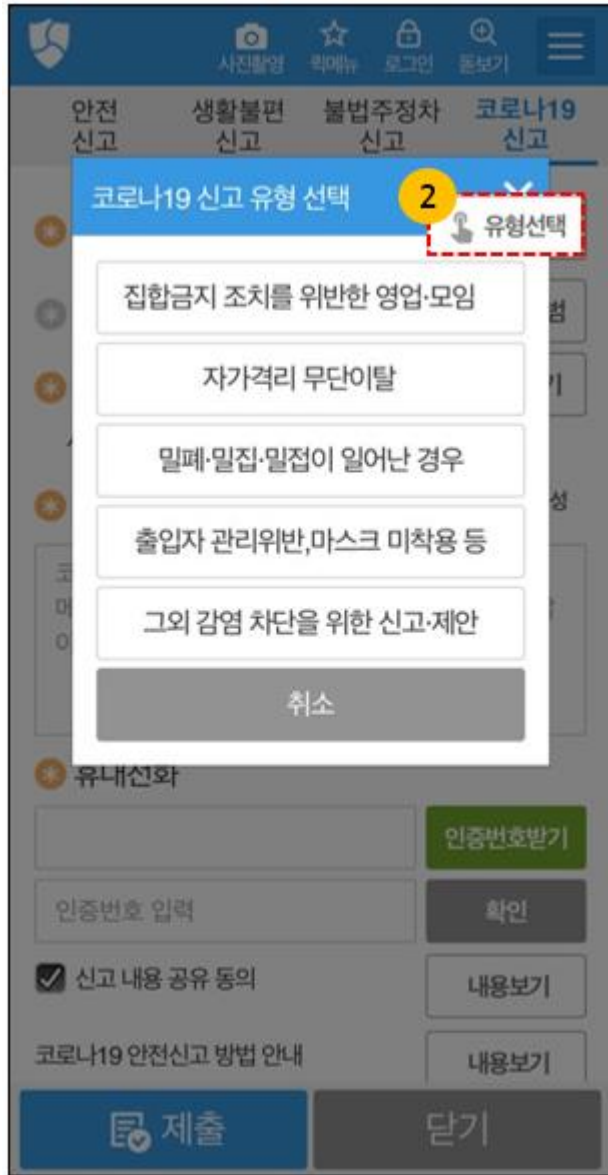 사진촬영 퀵메뉴 로그인 돋보기
안전 생활불편 불법주정차 코로나19
신고 신고 신고 신고
코로나19 신고 유형 선택
2
유형선택
집합금지 조치를 위반한 영업·모임
자가격리 무단이탈
밀폐·밀집·밀접이 일어난 경우
출입자 관리위반,마스크 미착용 등
성
그외 감염 차단을 위한 신고·제안
취소
인증번호받기
인증번호 입력 확인
신고 내용 공유 동의 내용보기
코로나19 안전신고 방법 안내 내용보기
제출 닫기